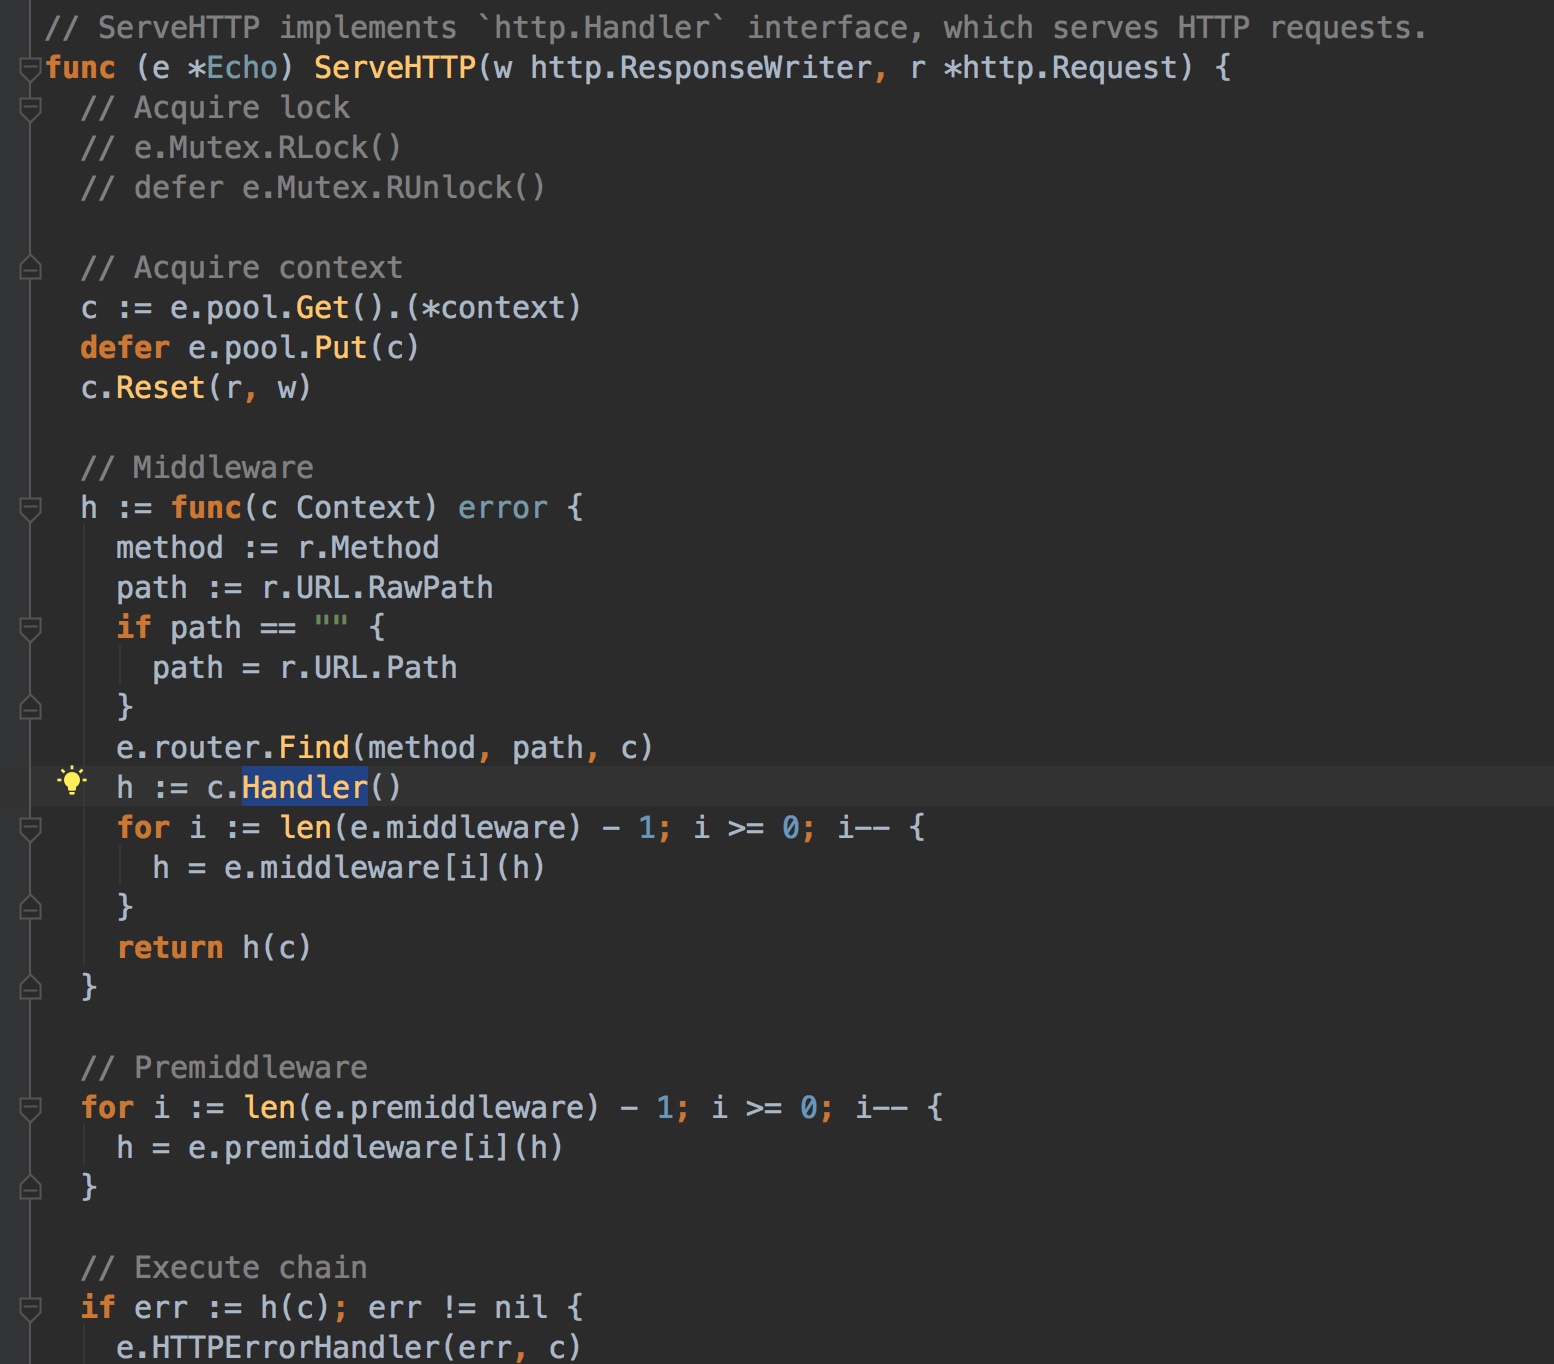 // ServeHTTP implements `http.Handler` interface, which serves HTTP requests.
func (e *Echo) ServeHTTP(w http.ResponseWriter, r *http.Request) {
  // Acquire lock
  // e.Mutex.RLock()
  // defer e.Mutex.RUnlock()

  // Acquire context
  c := e.pool.Get().(*context)
  defer e.pool.Put(c)
  c.Reset(r, w)

  // Middleware
  h := func(c Context) error {
    method := r.Method
    path := r.URL.RawPath
    if path == "" {
      path = r.URL.Path
    }
    e.router.Find(method, path, c)
    h := c.Handler()
    for i := len(e.middleware) - 1; i >= 0; i-- {
      h = e.middleware[i](h)
    }
    return h(c)
  }

  // Premiddleware
  for i := len(e.premiddleware) - 1; i >= 0; i-- {
    h = e.premiddleware[i](h)
  }

  // Execute chain
  if err := h(c); err != nil {
    e.HTTPErrorHandler(err, c)